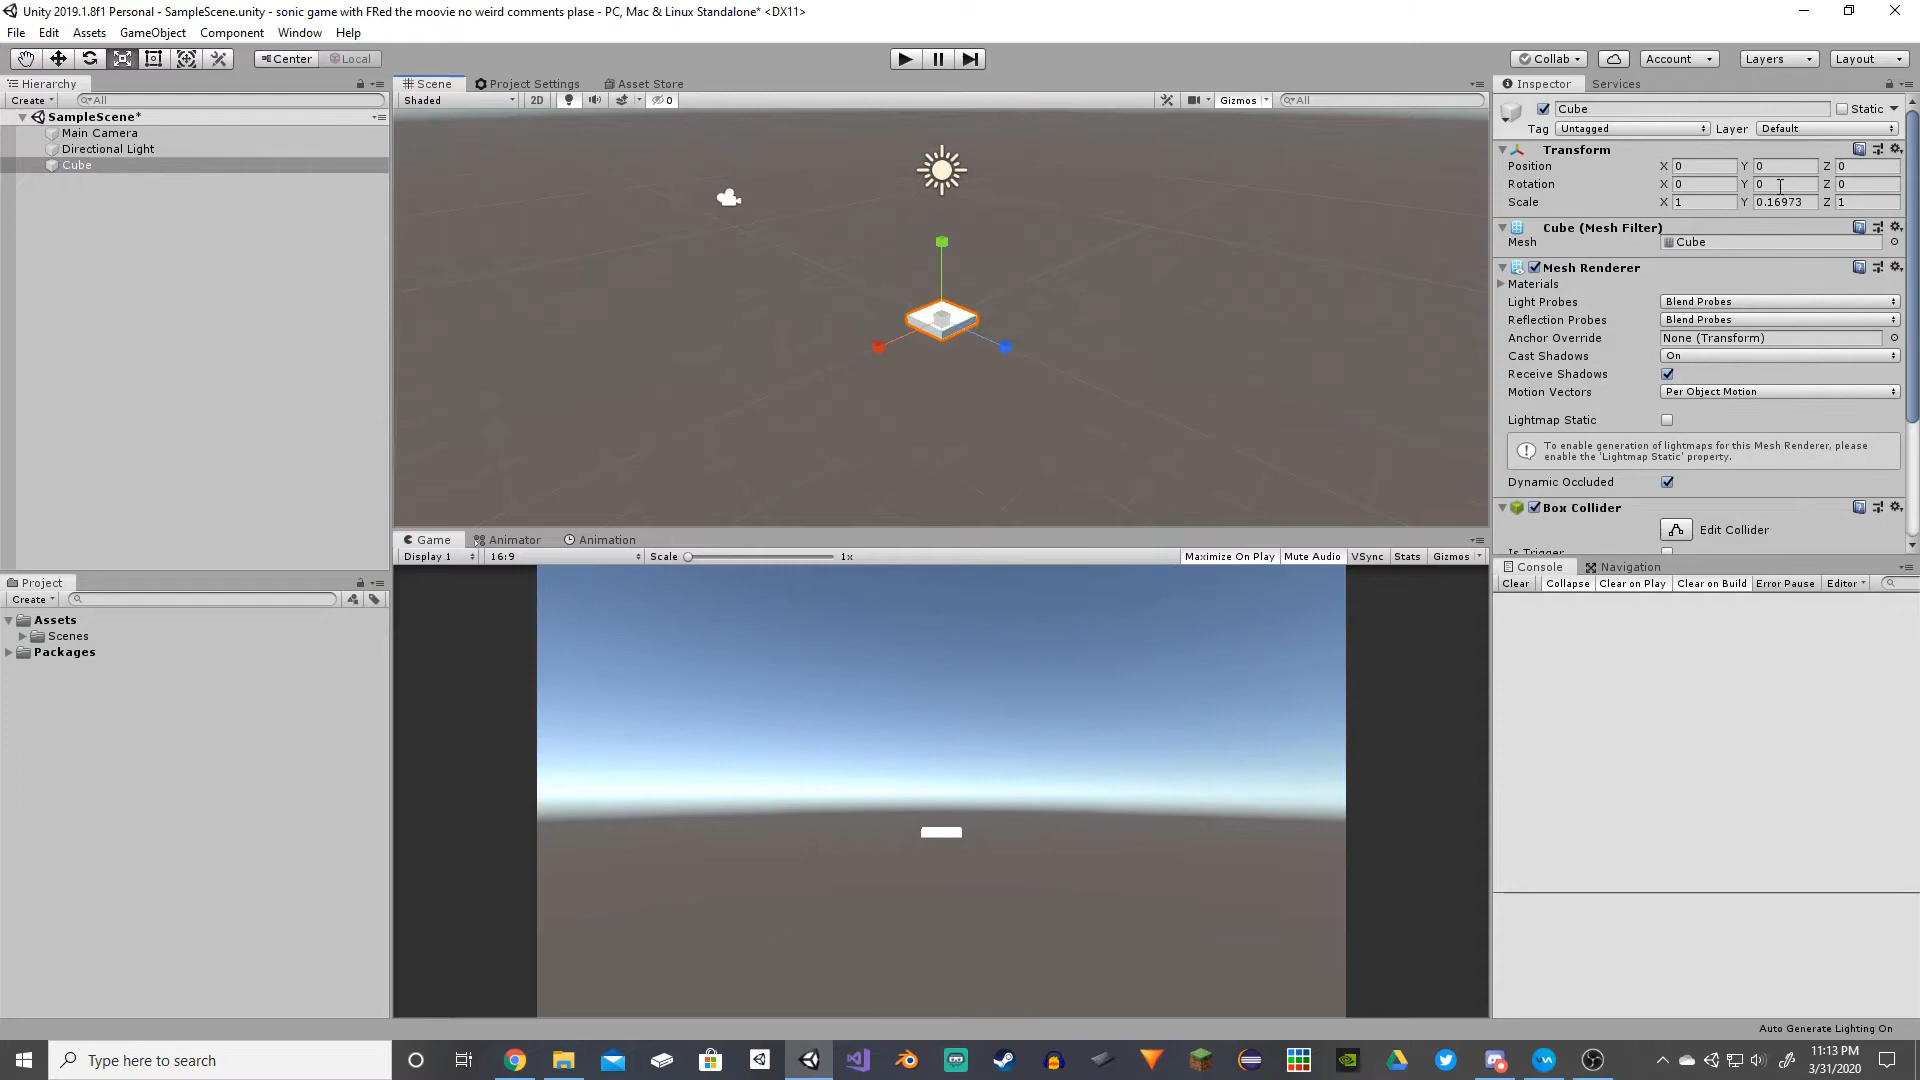 Unity 2019.1.8f1 Personal - SampleScene.unity - sonic game with FRed the moovie no weird comments plase - PC, Mac & Linux Standalone* <DX11>
File Edit Assets GameObject Component Window Help
Center Local Collab Account Layers Layout
Hierarchy Scene Project Settings Asset Store Inspector Services
Create All Shaded 2D 0 Gizmos All
SampleScene*
Main Camera
Directional Light
Cube
Cube Static
Tag Untagged Layer Default
Transform
Position X 0 Y 0 Z 0
Rotation X 0 Y 0 Z 0
Scale X 1 Y 0.16973 Z 1
Cube (Mesh Filter)
Mesh Cube
Mesh Renderer
Materials
Light Probes Blend Probes
Reflection Probes Blend Probes
Anchor Override None (Transform)
Cast Shadows On
Receive Shadows
Motion Vectors Per Object Motion
Lightmap Static
To enable generation of lightmaps for this Mesh Renderer, please
enable the 'Lightmap Static' property.
Dynamic Occluded
Box Collider
Edit Collider
Is Trigger
Game Animator Animation
Display 1 16:9 Scale 1x Maximize On Play Mute Audio VSync Stats Gizmos
Console Navigation
Clear Collapse Clear on Play Clear on Build Error Pause Editor
Project
Create
Assets
Scenes
Packages
Auto Generate Lighting On
Type here to search
11:13 PM
3/31/2020